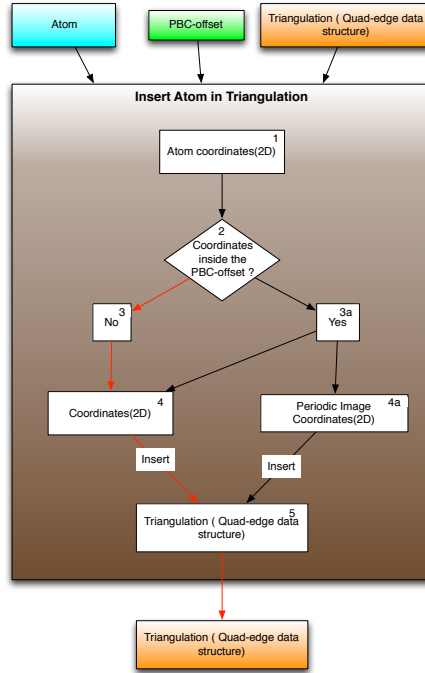 Atom
PBC-offset
Triangulation ( Quad-edge data
structure)
Insert Atom in Triangulation
1
Atom coordinates(2D)
2
Coordinates
inside the
PBC-offset ?
3
No
3a
Yes
4
Coordinates(2D)
4a
Periodic Image
Coordinates(2D)
Insert
Insert
5
Triangulation ( Quad-edge data
structure)
Triangulation ( Quad-edge data
structure)